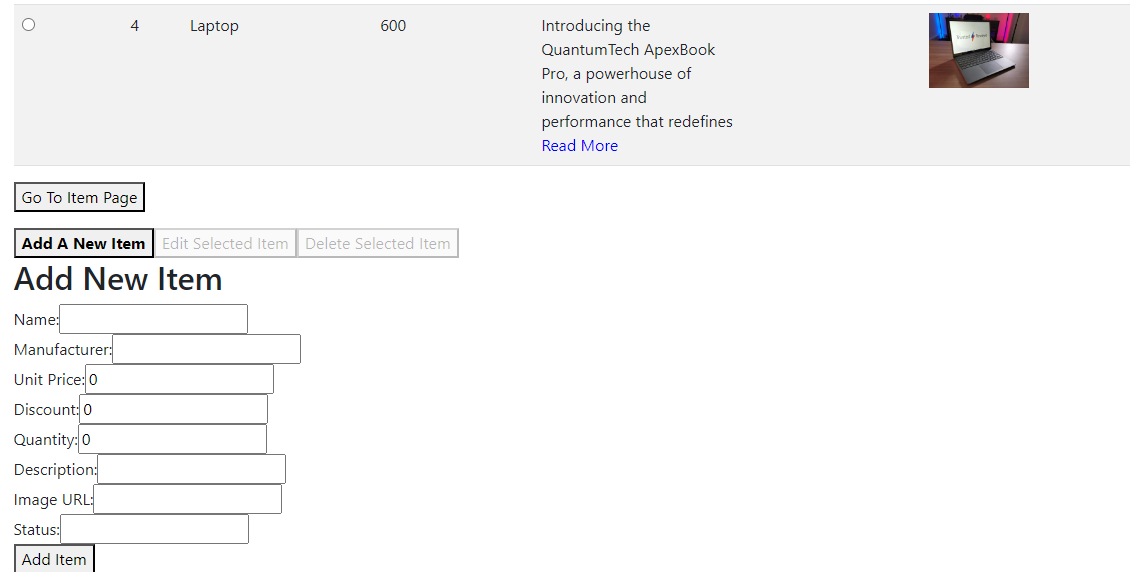 4 Laptop 600 Introducing the
QuantumTech ApexBook
Pro, a powerhouse of
innovation and
performance that redefines
Read More
Go To Item Page
Add A New Item Edit Selected Item Delete Selected Item
Add New Item
Name:
Manufacturer:
Unit Price: 0
Discount: 0
Quantity: 0
Description:
Image URL:
Status:
Add Item